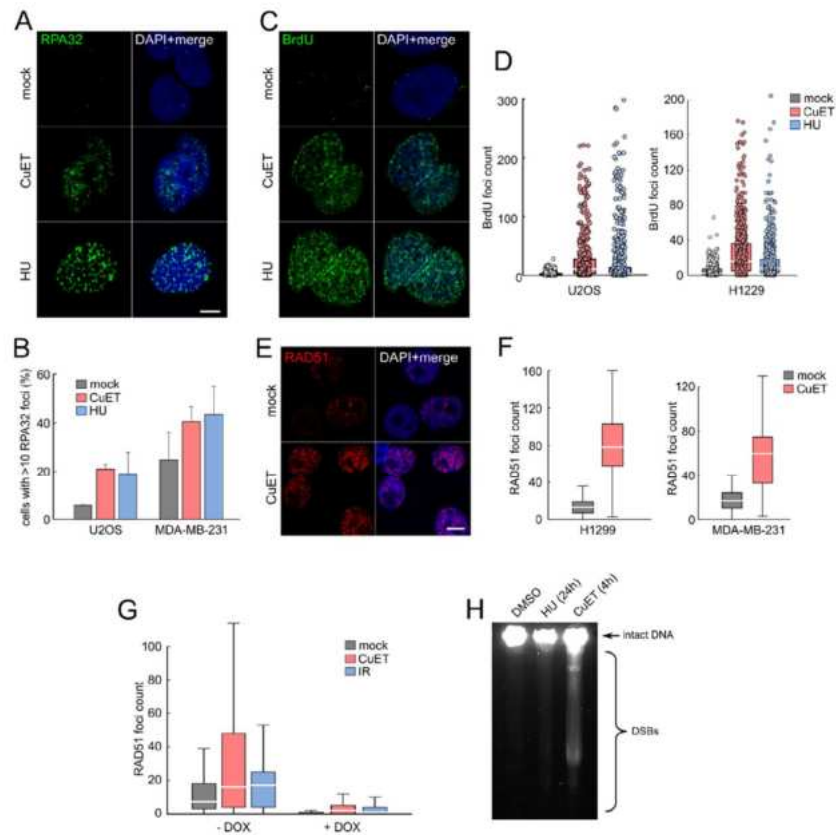 A
RPA32
DAPI+merge
mock
CuET
HU
C
BrdU
DAPI+merge
mock
CuET
HU
D
BrdU foci count
300
200
100
0
U2OS
BrdU foci count
200
160
120
80
40
0
H1229
mock
CuET
HU
B
cells with >10 RPA32 foci (%)
60
40
20
0
mock
CuET
HU
U2OS
MDA-MB-231
E
RAD51
DAPI+merge
mock
CuET
F
RAD51 foci count
160
120
80
40
0
H1299
RAD51 foci count
120
80
40
0
MDA-MB-231
mock
CuET
G
RAD51 foci count
100
80
60
40
20
0
mock
CuET
IR
- DOX
+ DOX
H
DMSO
HU (24h)
CuET (4h)
intact DNA
DSBs